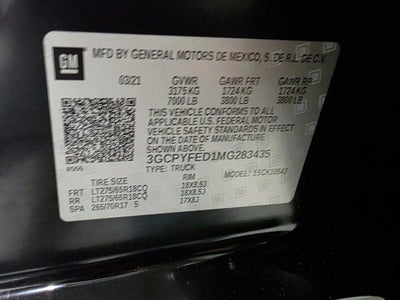 GM
MFD BY GENERAL MOTORS DE MEXICO, S. DE R.L. DE C.V.
03/21 GVWR GAWR FRT GAWR RR
3175 KG 1724 KG 1724 KG
7000 LB 3800 LB 3800 LB
THIS VEHICLE CONFORMS TO ALL
APPLICABLE U.S. FEDERAL MOTOR
VEHICLE SAFETY STANDARDS IN EFFECT
ON THE DATE OF MANUFACTURE
SHOWN ABOVE.
3GCPYFED1MG283435
8566 TYPE: TRUCK MODEL: 15CK10543
TIRE SIZE RIM
FRT LT275/65R18CQ 18X8.5J
RR LT275/65R18CQ 18X8.5J
SPA 265/70R17 S 17X8J